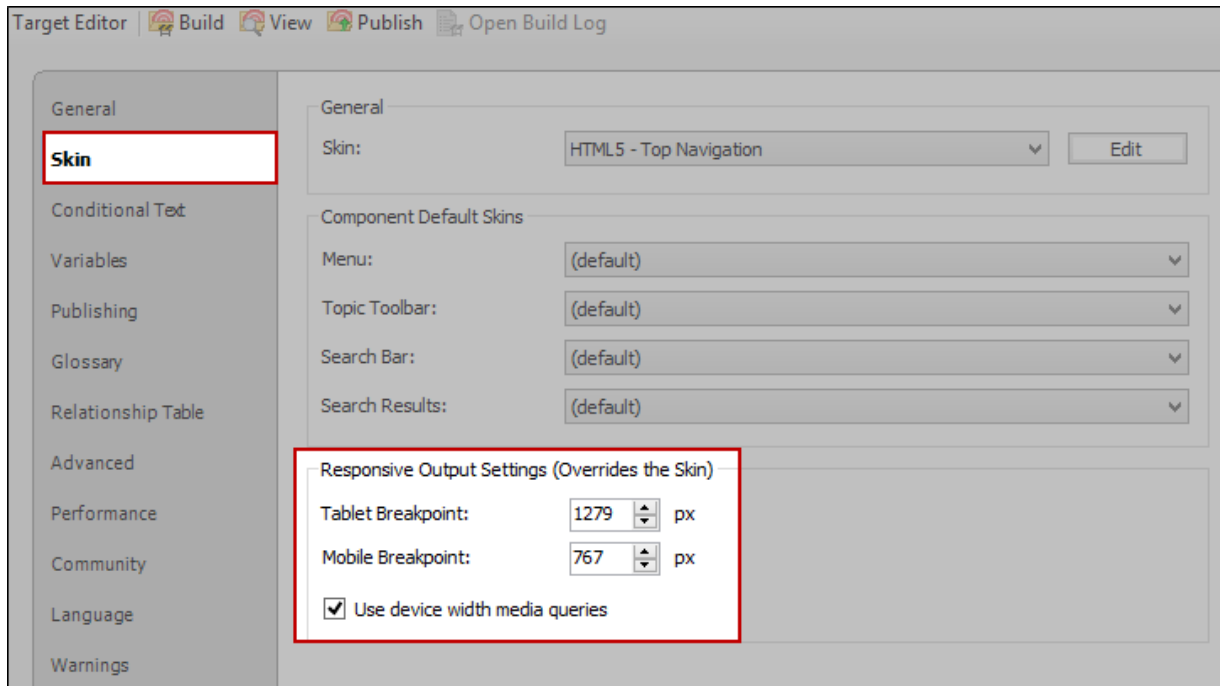 Target Editor Build View Publish Open Build Log
General
Skin
Conditional Text
Variables
Publishing
Glossary
Relationship Table
Advanced
Performance
Community
Language
Warnings
General
Skin: HTML5 - Top Navigation Edit
Component Default Skins
Menu: (default)
Topic Toolbar: (default)
Search Bar: (default)
Search Results: (default)
Responsive Output Settings (Overrides the Skin)
Tablet Breakpoint: 1279 px
Mobile Breakpoint: 767 px
Use device width media queries